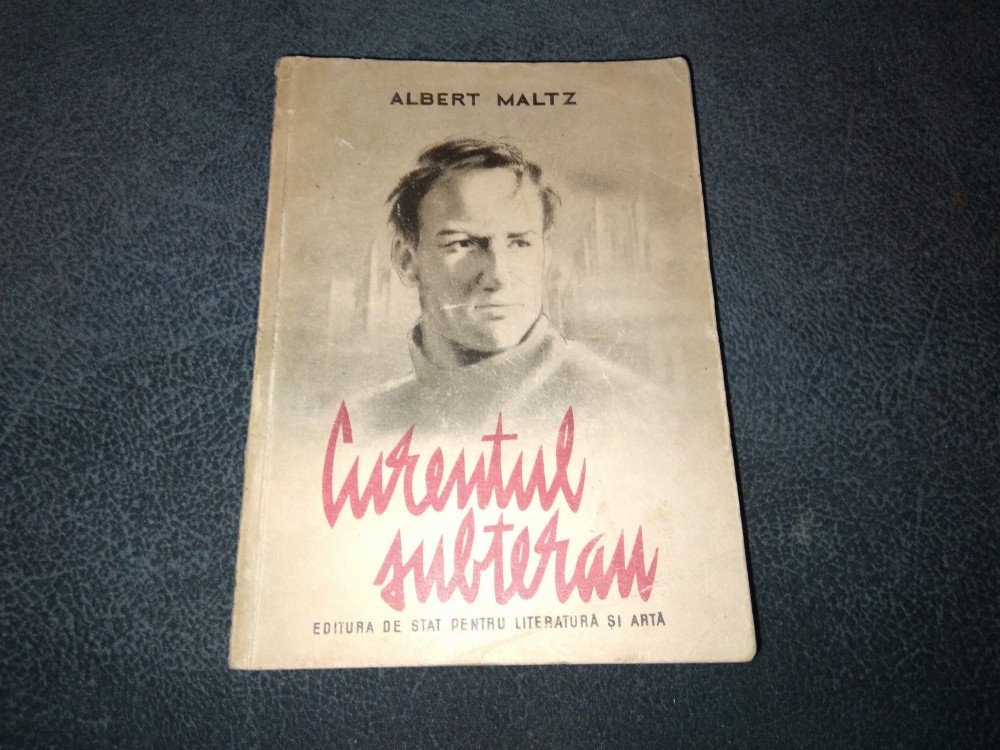 ALBERT MALTZ
Curentul
subteran
EDITURA DE STAT PENTRU LITERATURĂ ȘI ARTĂ